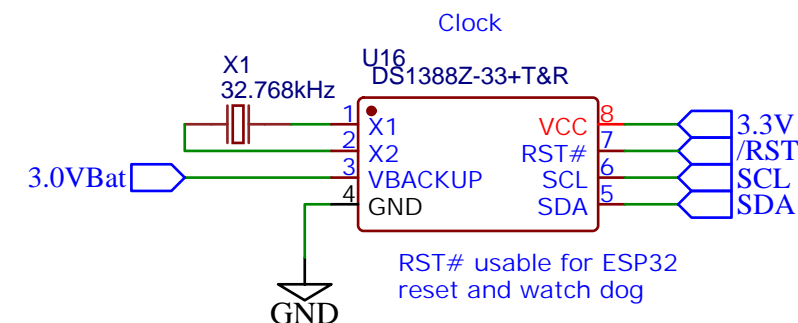 Clock
U16
DS1388Z-33+T&R
X1
32.768kHz
1
X1
VCC
8
3.3V
2
X2
RST#
7
/RST
3.0VBat
3
VBACKUP
SCL
6
SCL
4
GND
SDA
5
SDA
RST# usable for ESP32
reset and watch dog
GND